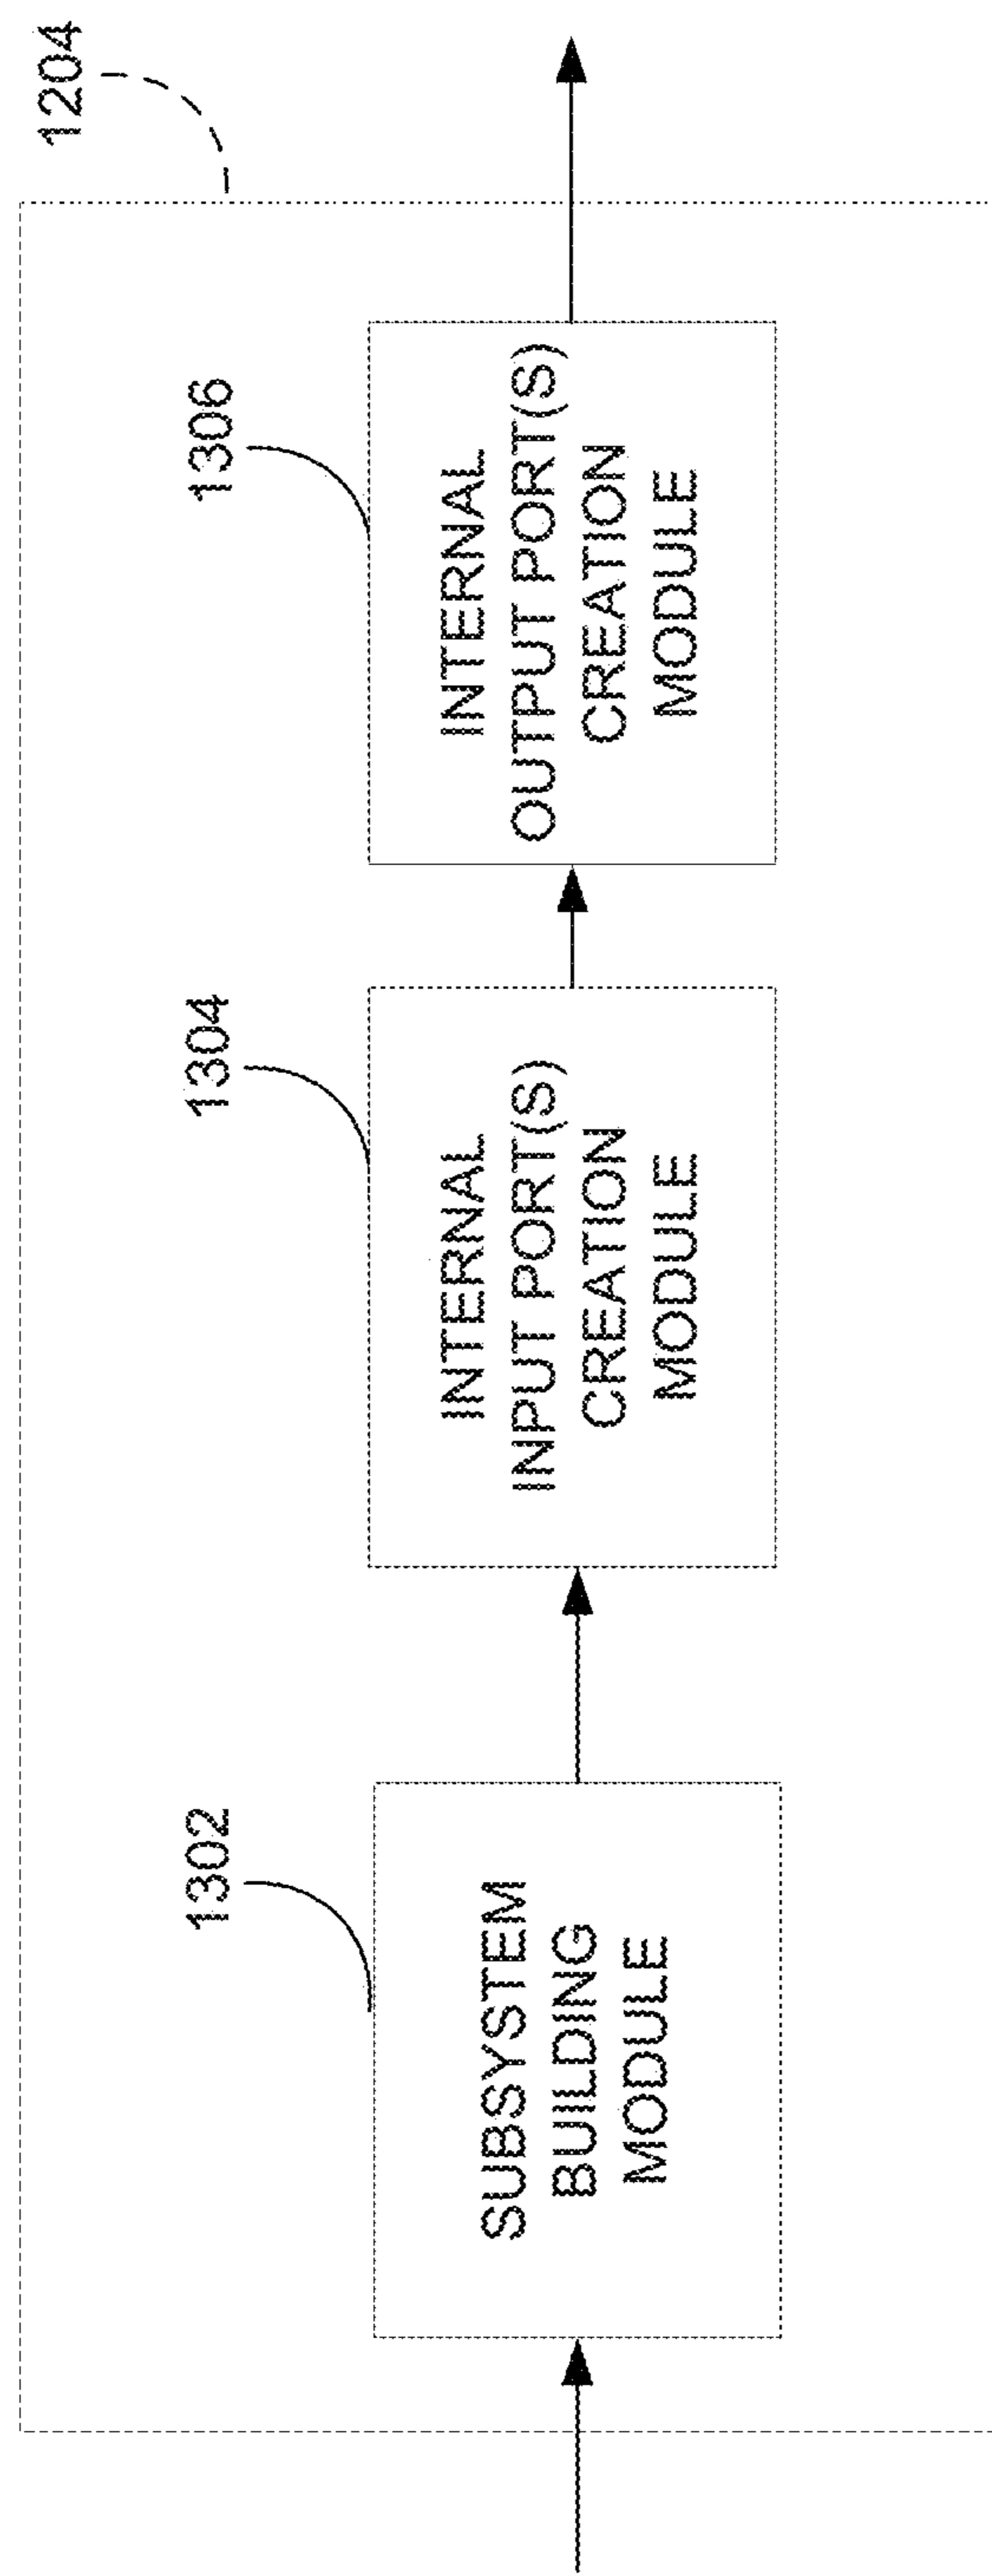 1204
1302
SUBSYSTEM
BUILDING
MODULE
1304
INTERNAL
INPUT PORT(S)
CREATION
MODULE
1306
INTERNAL
OUTPUT PORT(S)
CREATION
MODULE